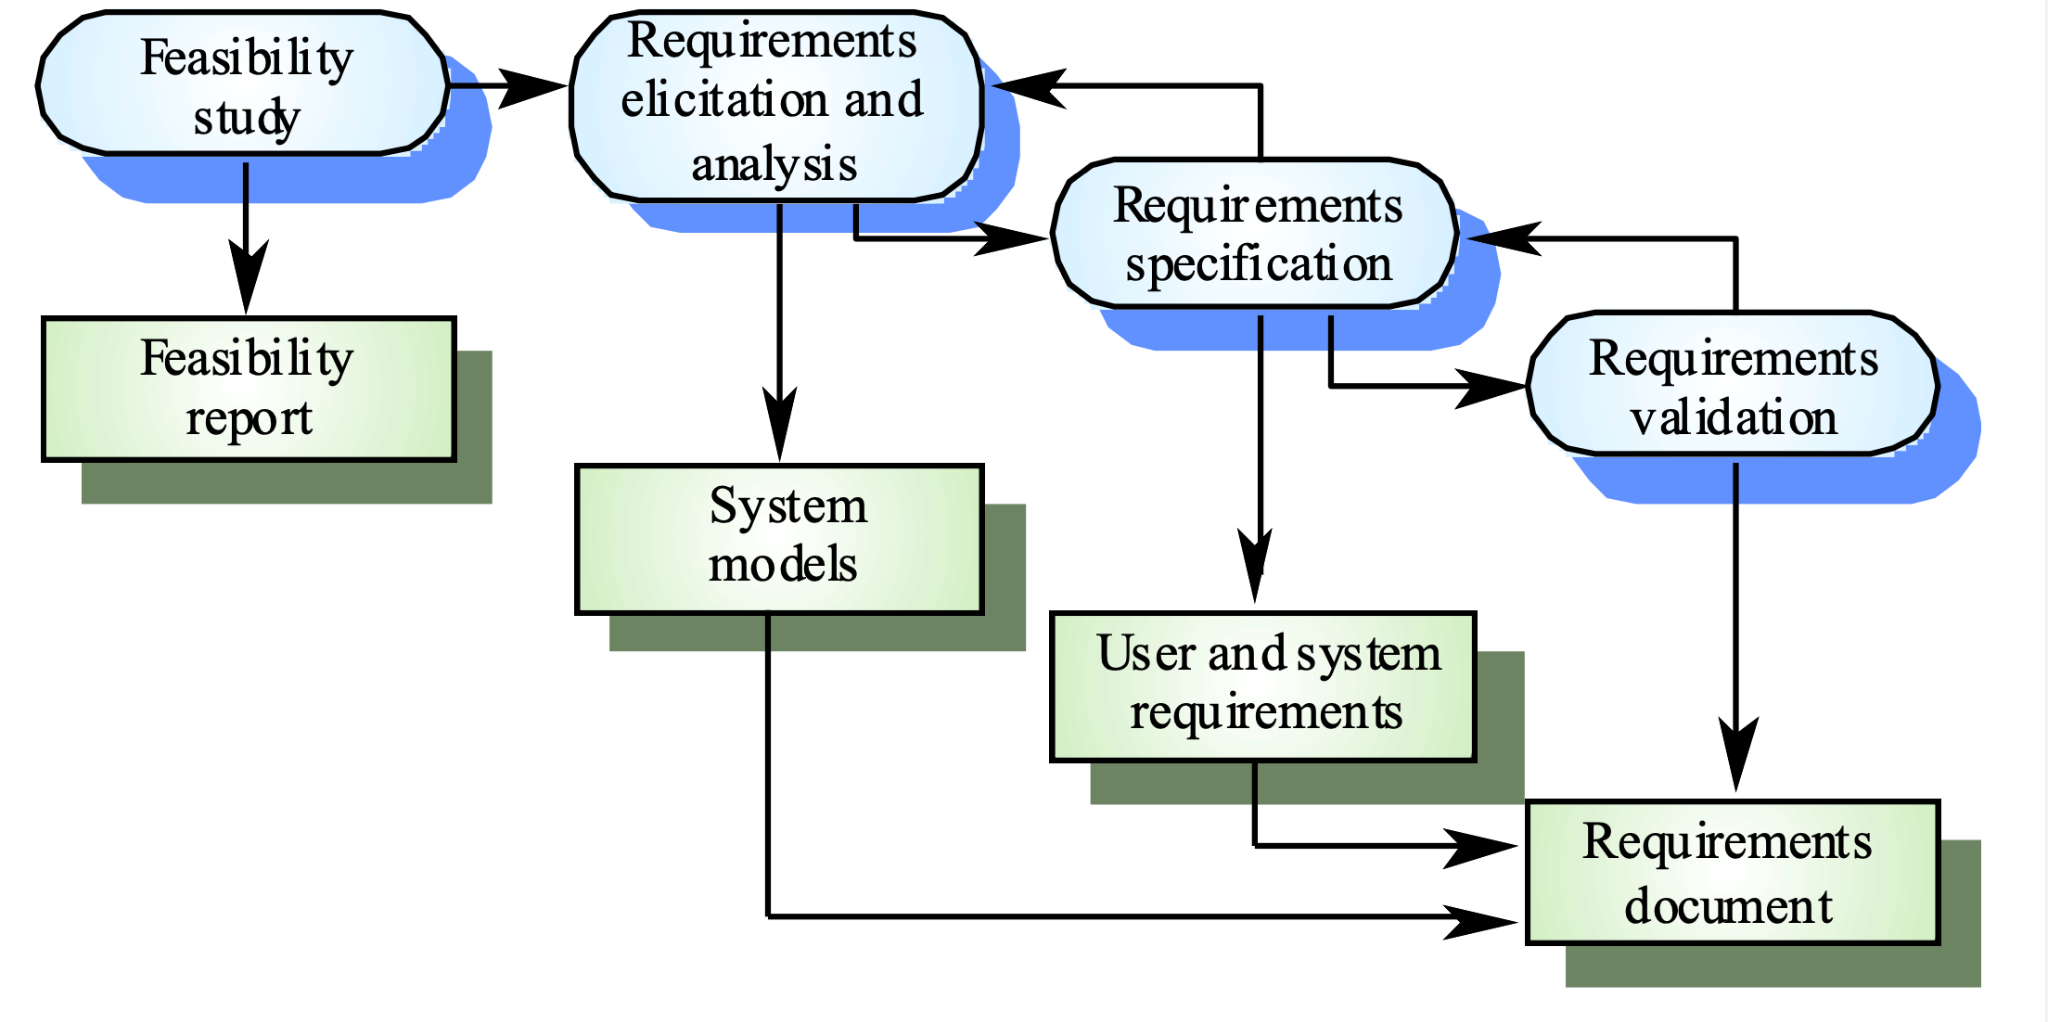 Feasibility
study
Requirements
elicitation and
analysis
Requirements
specification
Requirements
validation
Feasibility
report
System
models
User and system
requirements
Requirements
document